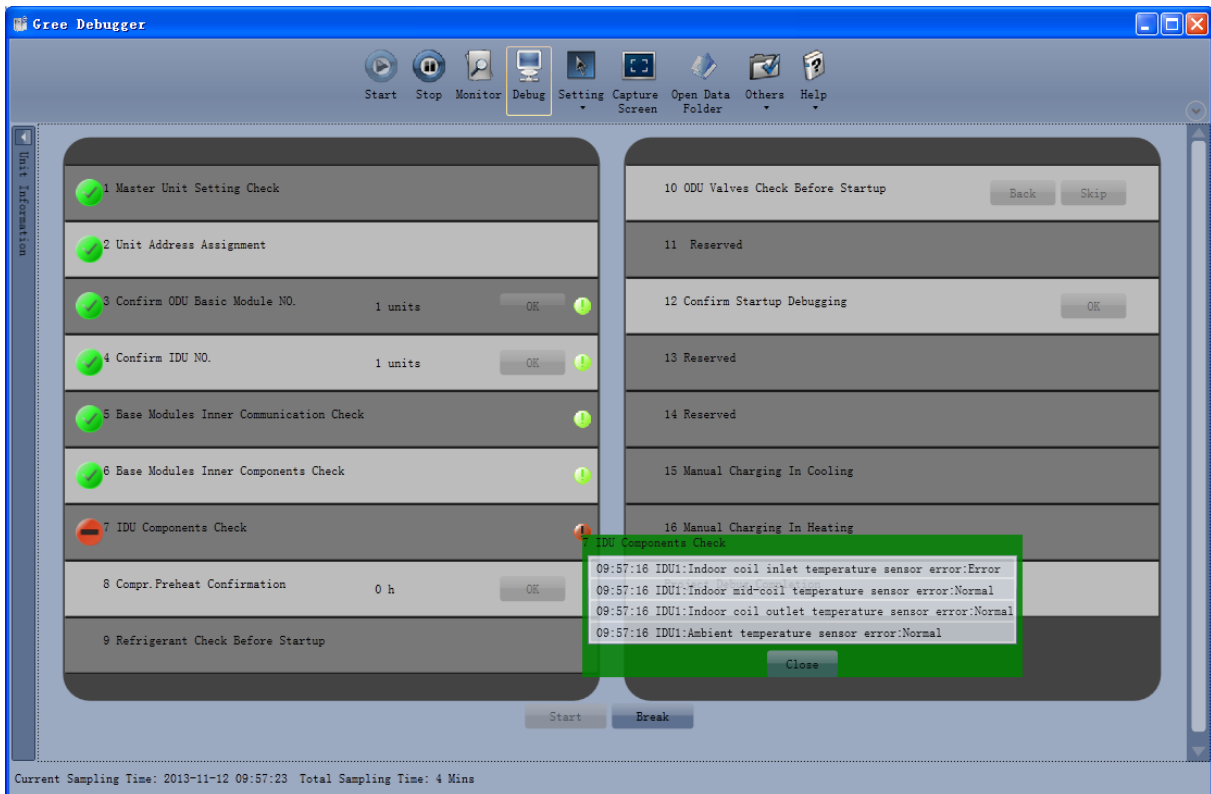 Gree Debugger
Start Stop Monitor Debug Setting Capture Screen Open Data Folder Others Help
Unit Information
1 Master Unit Setting Check
2 Unit Address Assignment
3 Confirm ODU Basic Module NO. 1 units OK
4 Confirm IDU NO. 1 units OK
5 Base Modules Inner Communication Check
6 Base Modules Inner Components Check
7 IDU Components Check
8 Compr.Preheat Confirmation 0 h OK
9 Refrigerant Check Before Startup
10 ODU Valves Check Before Startup Back Skip
11 Reserved
12 Confirm Startup Debugging OK
13 Reserved
14 Reserved
15 Manual Charging In Cooling
16 Manual Charging In Heating
7 IDU Components Check
09:57:16 IDU1:Indoor coil inlet temperature sensor error:Error
09:57:16 IDU1:Indoor mid-coil temperature sensor error:Normal
09:57:16 IDU1:Indoor coil outlet temperature sensor error:Normal
09:57:16 IDU1:Ambient temperature sensor error:Normal
Close
Start Break
Current Sampling Time: 2013-11-12 09:57:23 Total Sampling Time: 4 Mins